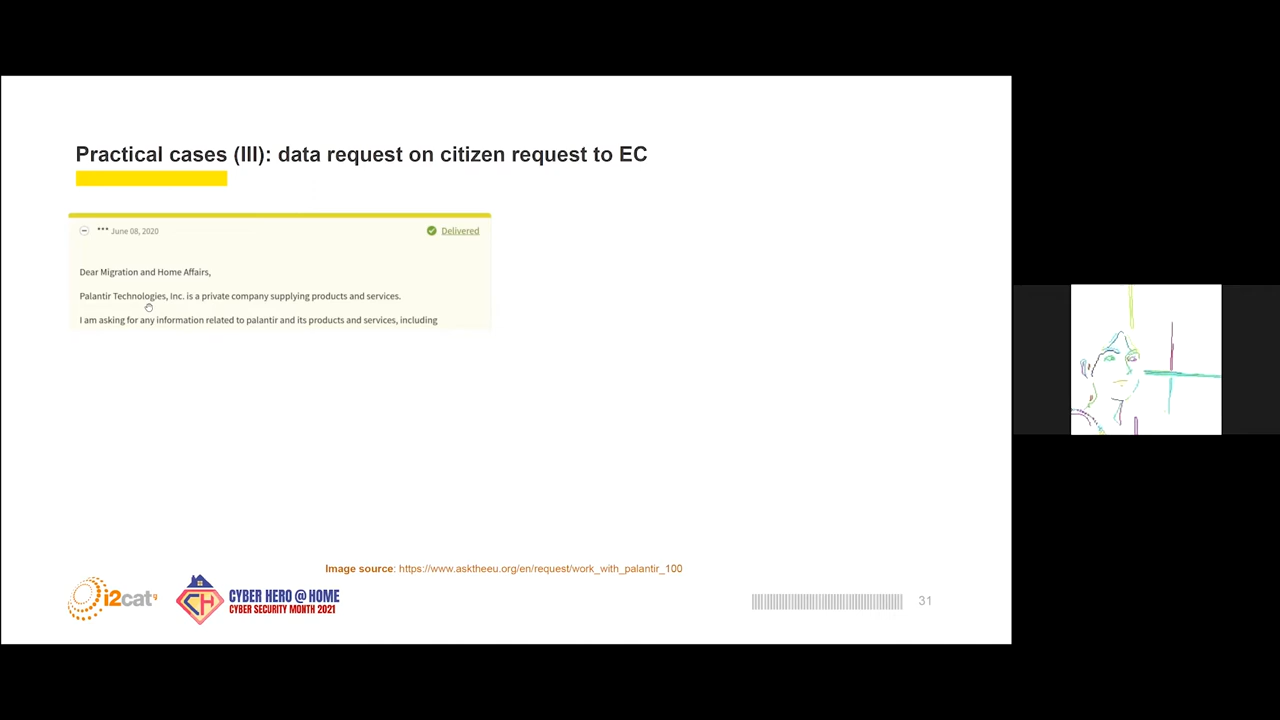 Practical cases (III): data request on citizen request to EC
*** June 08, 2020
Delivered
Dear Migration and Home Affairs,
Palantir Technologies, Inc. is a private company supplying products and services.
I am asking for any information related to palantir and its products and services, including
Image source: https://www.asktheeu.org/en/request/work_with_palantir_100
i2cat
CH
CYBER HERO @ HOME
CYBER SECURITY MONTH 2021
31